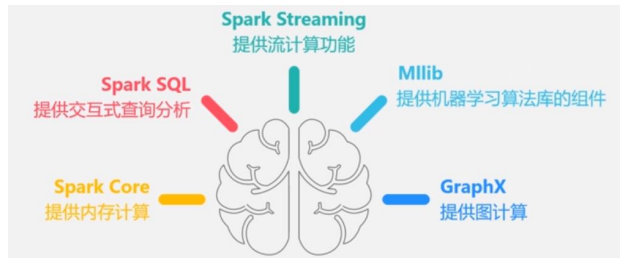 Spark Streaming
提供流计算功能
Spark SQL
提供交互式查询分析
Mllib
提供机器学习算法库的组件
Spark Core
提供内存计算
GraphX
提供图计算